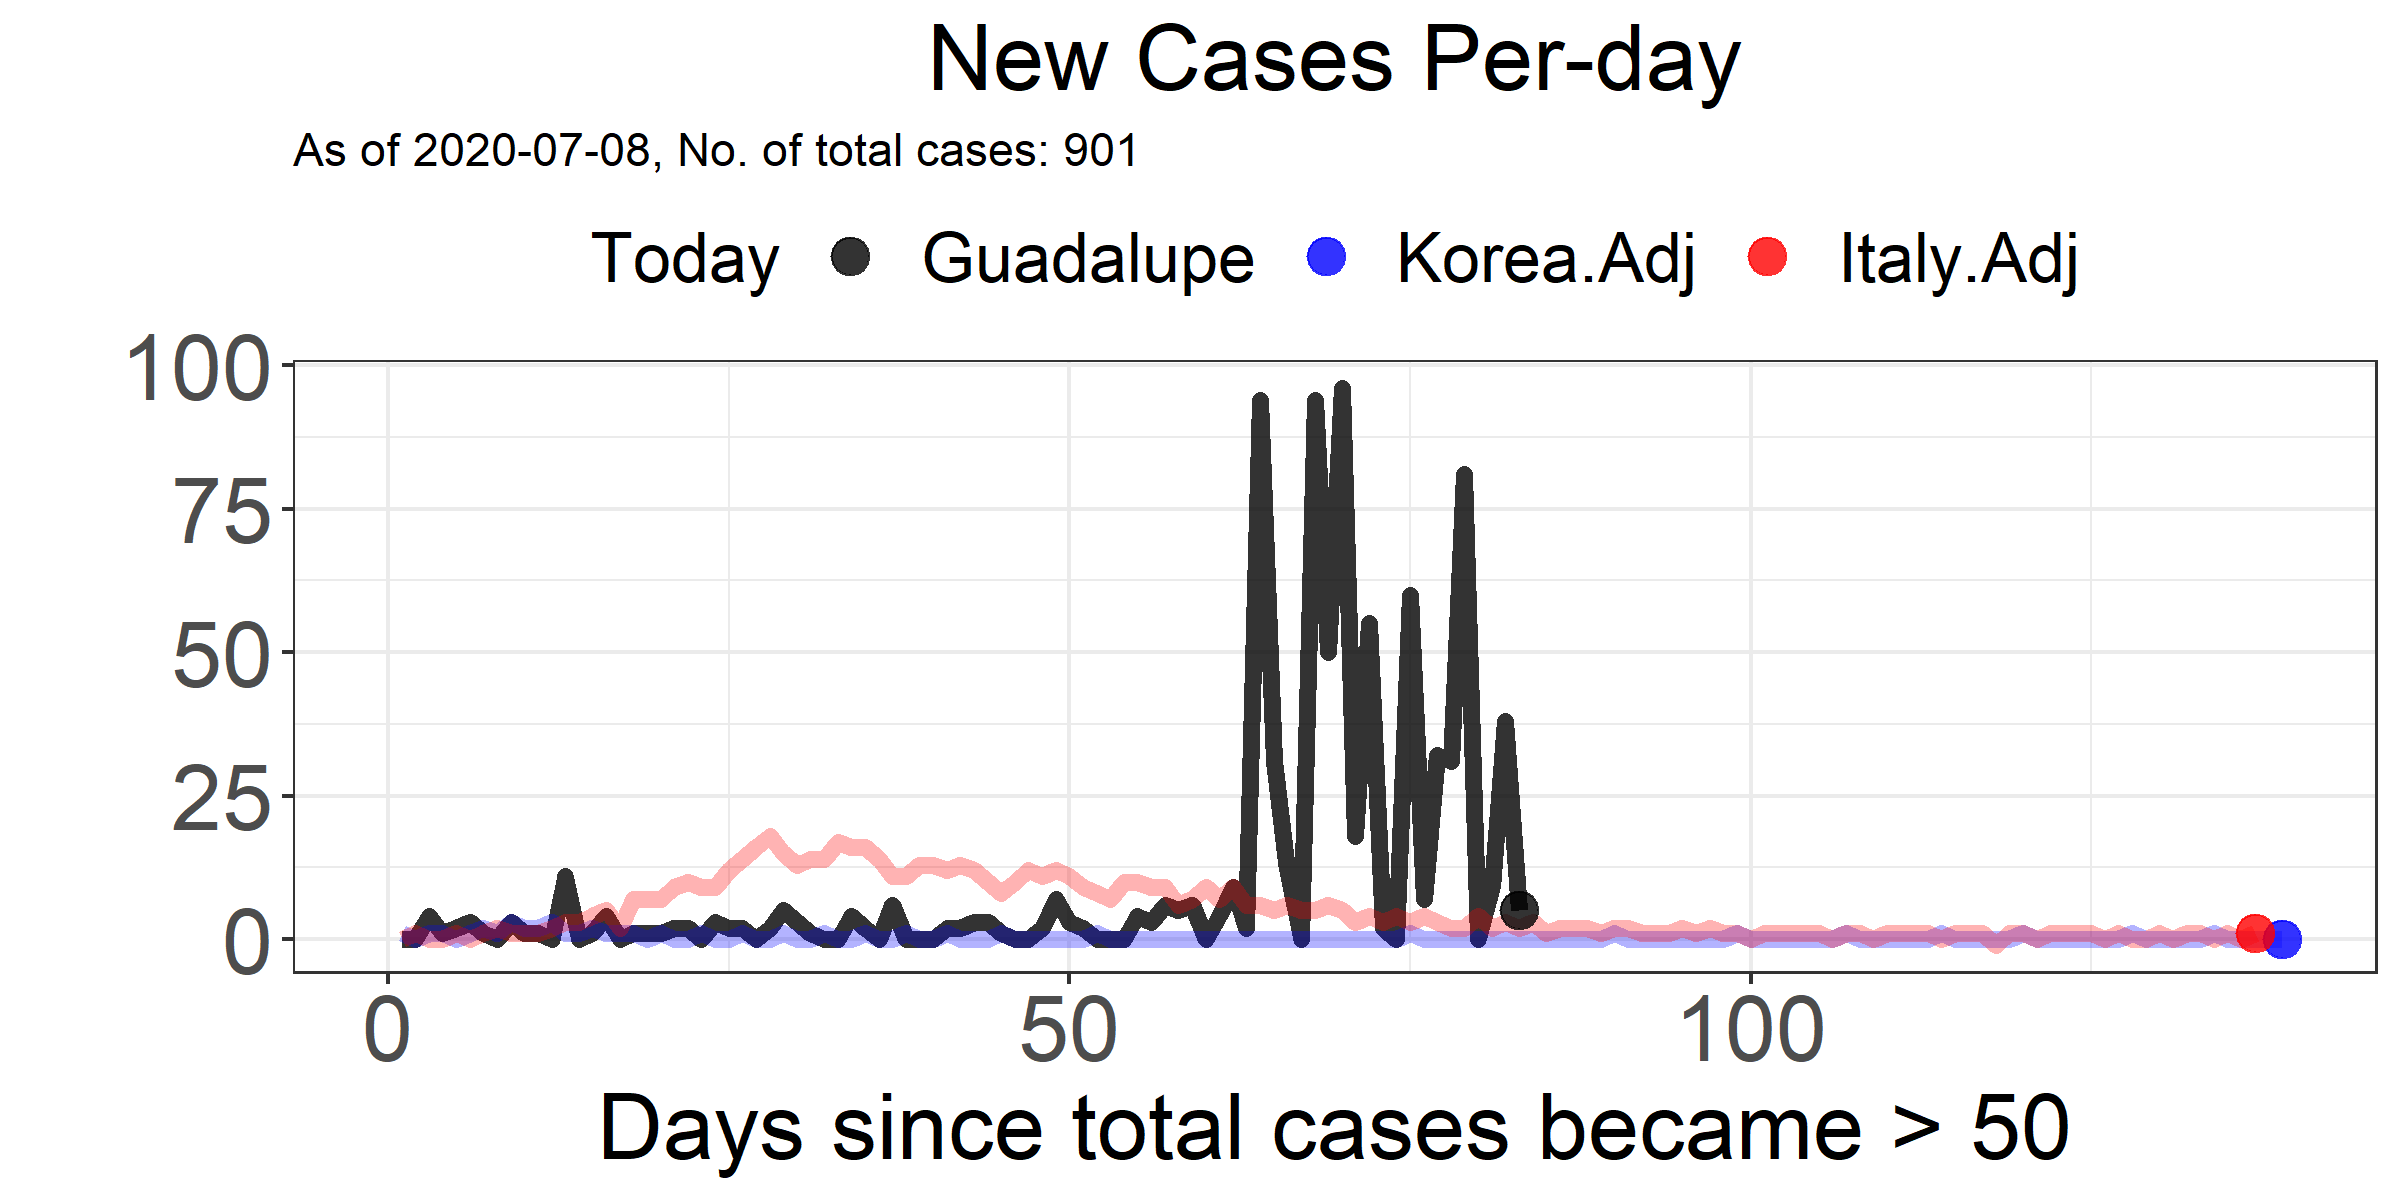 New Cases Per-day
As of 2020-07-08, No. of total cases: 901
Today Guadalupe Korea.Adj Italy.Adj
100
75
50
25
0
0 50 100
Days since total cases became > 50